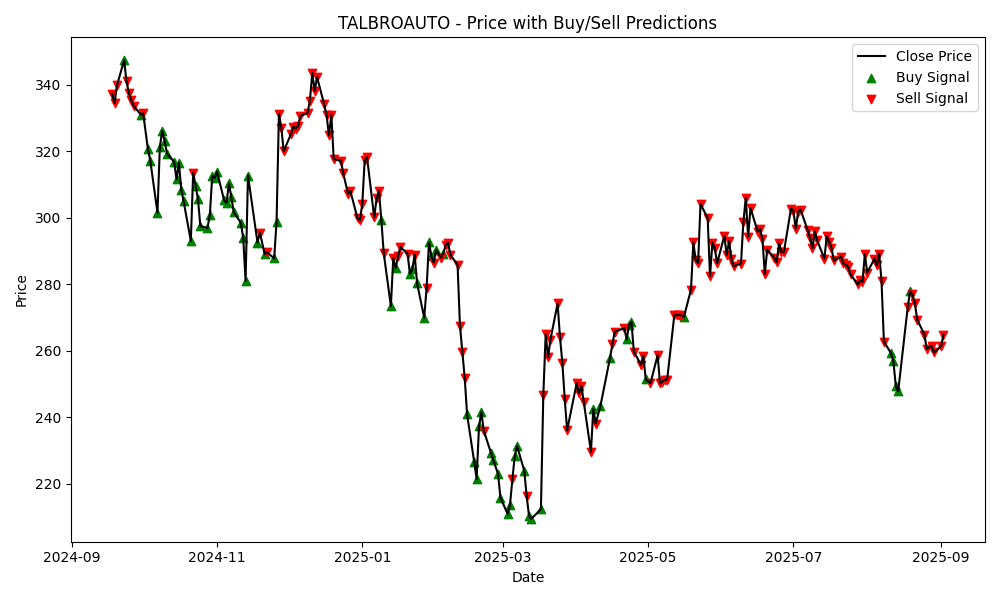 TALBROAUTO - Price with Buy/Sell Predictions
Close Price
Buy Signal
Sell Signal
Price
340
320
300
280
260
240
220
2024-09
2024-11
2025-01
2025-03
2025-05
2025-07
2025-09
Date